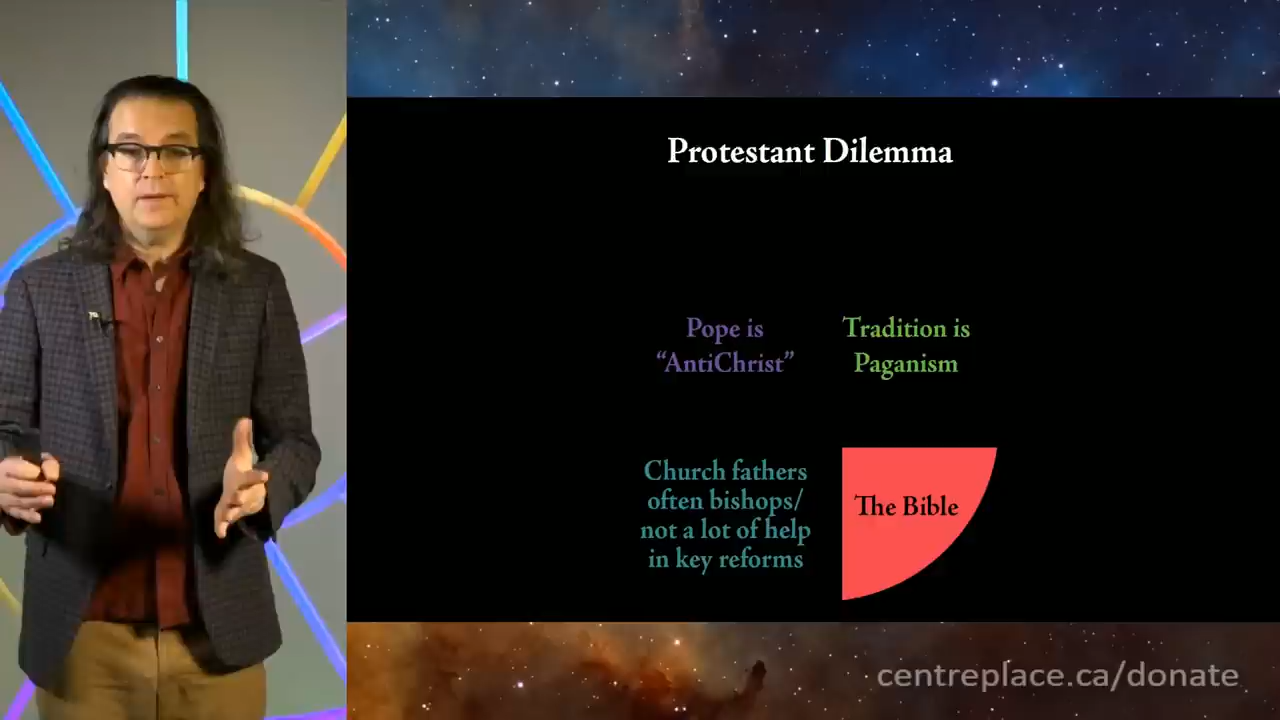 Protestant Dilemma
Pope is
“AntiChrist”
Tradition is
Paganism
Church fathers
often bishops/
not a lot of help
in key reforms
The Bible
centreplace.ca/donate